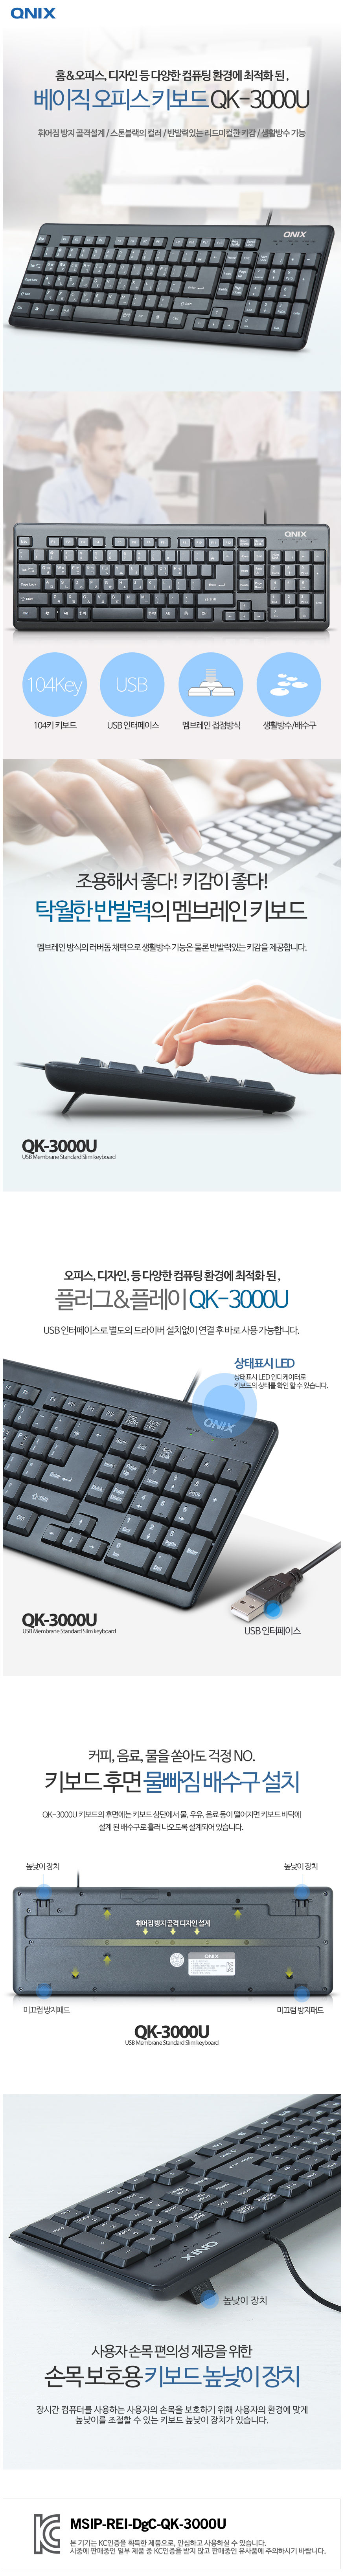 QNIX
홈&오피스, 디자인 등 다양한 컴퓨팅 환경에 최적화 된,
베이직 오피스 키보드 QK-3000U
휘어짐 방지 골격설계 / 스톤블랙의 컬러 / 반발력있는 리드미컬한 키감 / 생활방수 기능
QNIX
QNIX
104Key
USB
104키 키보드
USB 인터페이스
멤브레인 접점방식
생활방수/배수구
조용해서 좋다! 키감이 좋다!
탁월한 반발력의 멤브레인 키보드
멤브레인 방식의 러버돔 채택으로 생활방수 기능은 물론 반발력있는 키감을 제공합니다.
QK-3000U
USB Membrane Standard Slim keyboard
오피스, 디자인, 등 다양한 컴퓨팅 환경에 최적화 된,
플러그&플레이 QK-3000U
USB 인터페이스로 별도의 드라이버 설치없이 연결 후 바로 사용 가능합니다.
상태표시 LED
상태표시 LED 인디케이터로
키보드의 상태를 확인 할 수 있습니다.
QNIX
QK-3000U
USB Membrane Standard Slim keyboard
USB 인터페이스
커피, 음료, 물을 쏟아도 걱정 NO.
키보드 후면 물빠짐 배수구 설치
QK-3000U 키보드의 후면에는 키보드 상단에서 물, 우유, 음료 등이 떨어지면 키보드 바닥에
설계 된 배수구로 흘러 나오도록 설계되어 있습니다.
높낮이 장치
높낮이 장치
휘어짐 방지 골격 디자인 설계
QNIX
미끄럼 방지패드
미끄럼 방지패드
QK-3000U
USB Membrane Standard Slim keyboard
QNIX
높낮이 장치
사용자 손목 편의성 제공을 위한
손목 보호용 키보드 높낮이 장치
장시간 컴퓨터를 사용하는 사용자의 손목을 보호하기 위해 사용자의 환경에 맞게
높낮이를 조절할 수 있는 키보드 높낮이 장치가 있습니다.
MSIP-REI-DgC-QK-3000U
본 기기는 KC인증을 획득한 제품으로, 안심하고 사용하실 수 있습니다.
시중에 판매중인 일부 제품 중 KC인증을 받지 않고 판매중인 유사품에 주의하시기 바랍니다.